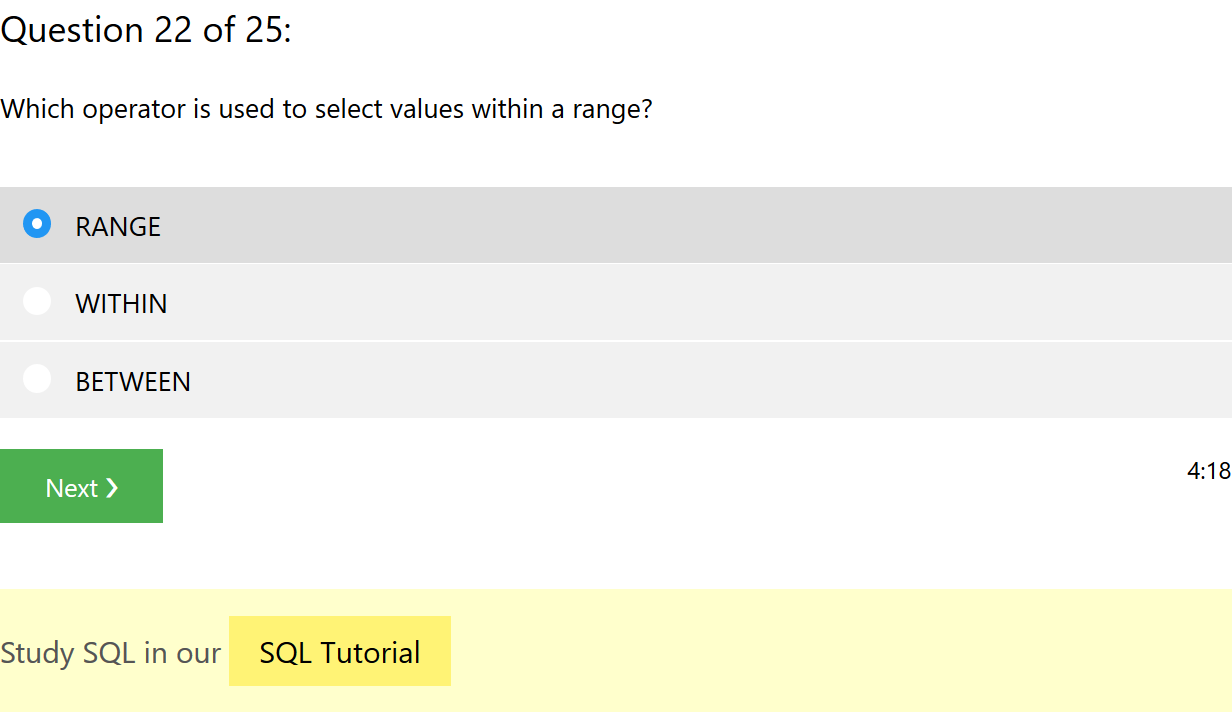 Question 22 of 25:
Which operator is used to select values within a range?
RANGE
WITHIN
BETWEEN
Next ❯
4:18
Study SQL in our SQL Tutorial